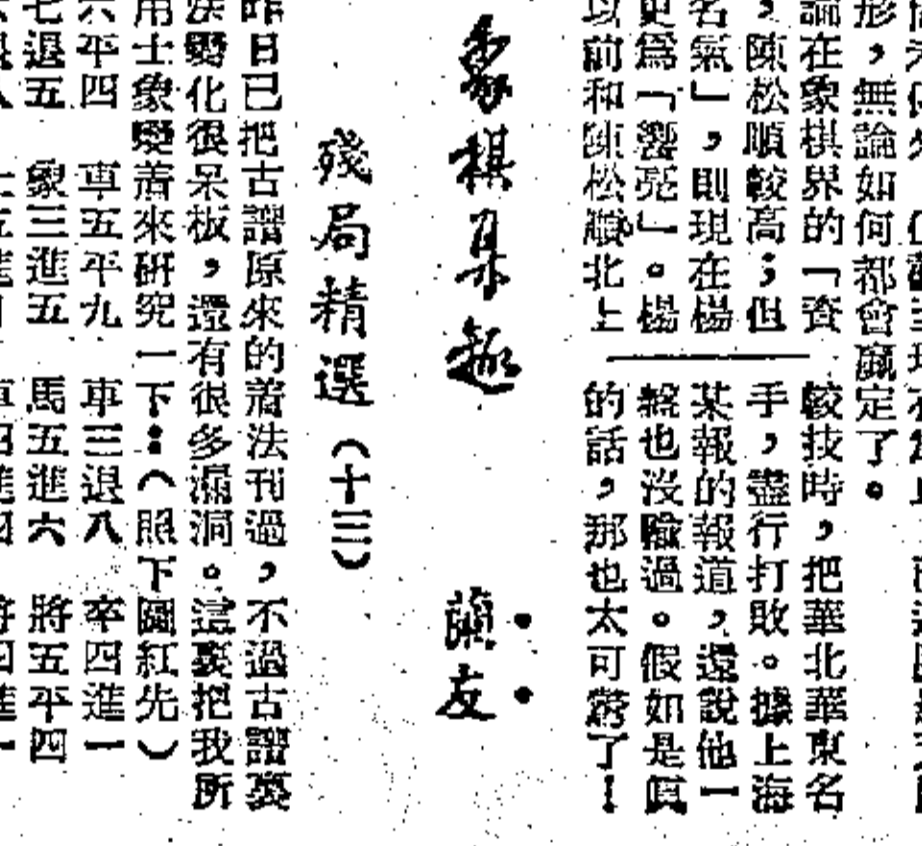 形，無論如何都會贏定了。
論在象棋界的「資
，陳松順較高；但
名氣」，則現在楊
更爲「響亮」。楊
以前和陳松順北上
較技時，把華北華東名
手，盡行打敗。據上海
某報的報道，還說他一
盤也沒輸過。假如是眞
的話，那也太可驚了！
象棋集趣
蘭友
殘局精選（十三）
昨日已把古譜原來的着法刊過，不過古譜裏
變化很呆板，還有很多漏洞。這裏把我所
用士象變着來研究一下：（照下圖紅先）
六平四　車五平九　車三退八　卒四進一
七退五　象三進五　馬五進六　將五平四